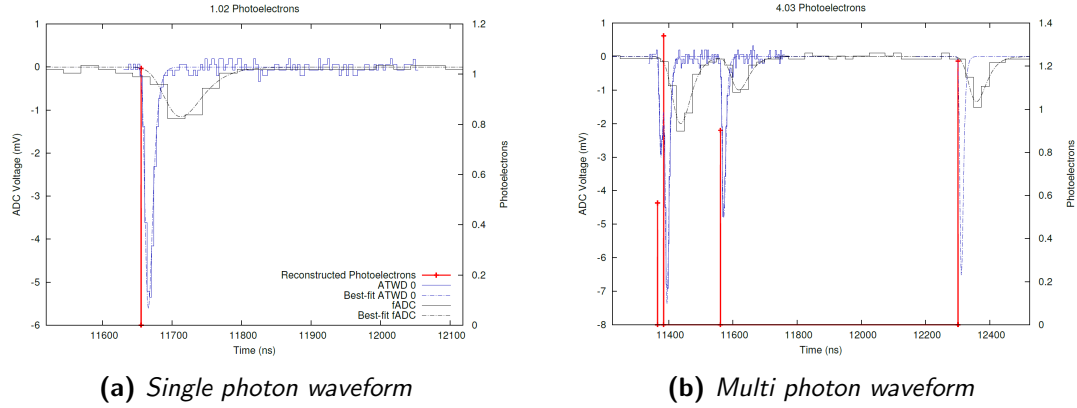 1.02 Photoelectrons
1
0
-1
-2
-3
-4
-5
-6
ADC Voltage (mV)
1.2
1
0.8
0.6
0.4
0.2
0
Photoelectrons
Reconstructed Photoelectrons
ATWD 0
Best-fit ATWD 0
fADC
Best-fit fADC
11600 11700 11800 11900 12000 12100
Time (ns)
(a) Single photon waveform
4.03 Photoelectrons
1
0
-1
-2
-3
-4
-5
-6
-7
-8
ADC Voltage (mV)
1.4
1.2
1
0.8
0.6
0.4
0.2
0
Photoelectrons
11400 11600 11800 12000 12200 12400
Time (ns)
(b) Multi photon waveform